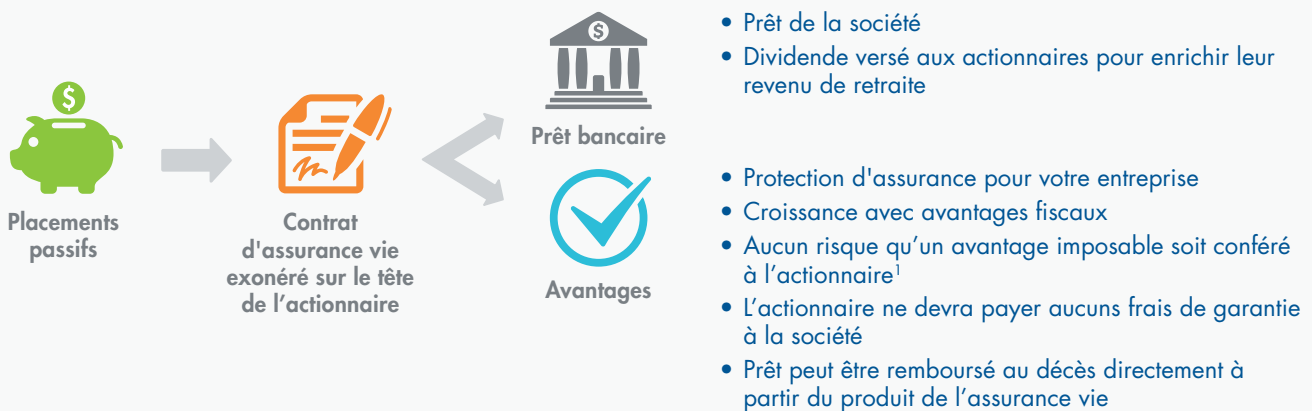 Placements
passifs
Contrat
d'assurance vie
exonéré sur le tête
de l’actionnaire
$
$
Prêt bancaire
• Prêt de la société
• Dividende versé aux actionnaires pour enrichir leur
revenu de retraite
Avantages
• Protection d'assurance pour votre entreprise
• Croissance avec avantages fiscaux
• Aucun risque qu’un avantage imposable soit conféré
à l’actionnaire¹
• L’actionnaire ne devra payer aucuns frais de garantie
à la société
• Prêt peut être remboursé au décès directement à
partir du produit de l’assurance vie